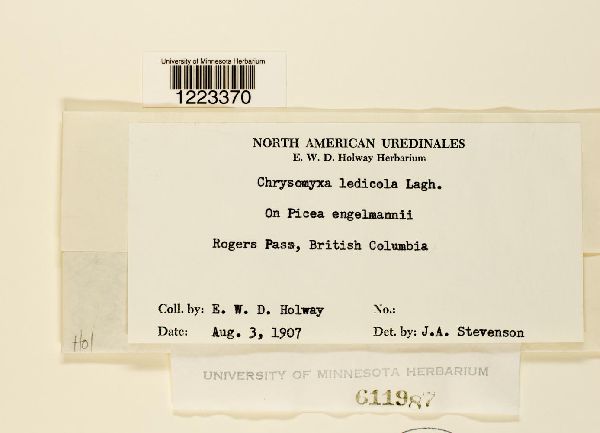 University of Minnesota Herbarium
1223370
NORTH AMERICAN UREDINALES
E. W. D. Holway Herbarium
Chrysomyxa ledicola Lagh.
On Picea engelmannii
Rogers Pass, British Columbia
Coll. by: E. W. D. Holway No.:
Date: Aug. 3, 1907 Det. by: J.A. Stevenson
Hol
UNIVERSITY OF MINNESOTA HERBARIUM
611987